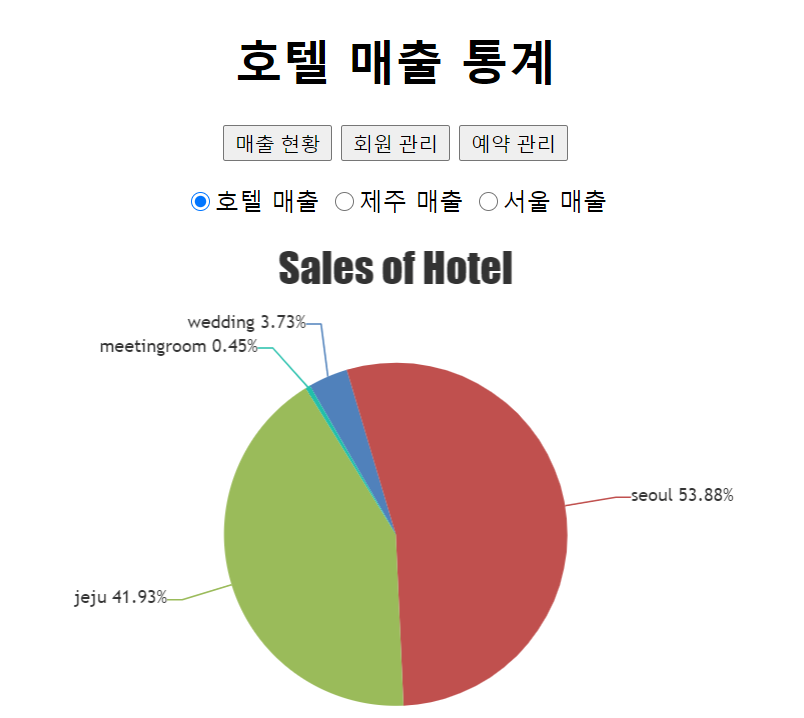 호텔 매출 통계
매출 현황 회원 관리 예약 관리
호텔 매출 제주 매출 서울 매출
Sales of Hotel
wedding 3.73%
meetingroom 0.45%
seoul 53.88%
jeju 41.93%